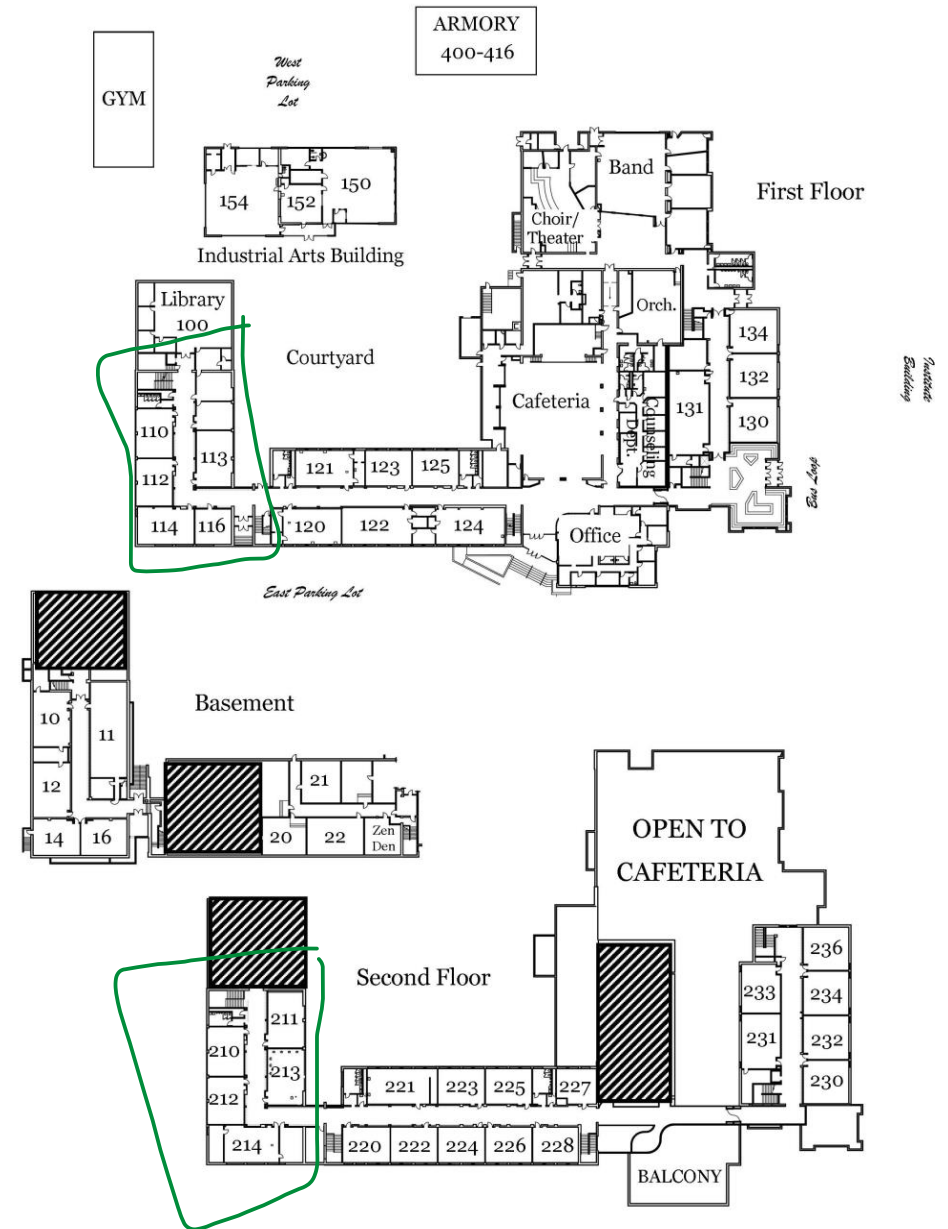 ARMORY
400-416
GYM
West
Parking
Lot
154
152
150
Industrial Arts Building
Band
Choir/
Theater
First Floor
Library
100
Courtyard
Orch.
134
132
130
131
Cafeteria
Counseling
Dept.
Institute
Building
110
112
113
114
116
121
123
125
120
122
124
Office
Bus Loop
East Parking Lot
Basement
10
11
12
14
16
21
20
22
Zen
Den
OPEN TO
CAFETERIA
Second Floor
211
210
213
212
214
221
223
225
227
220
222
224
226
228
BALCONY
236
233
234
231
232
230